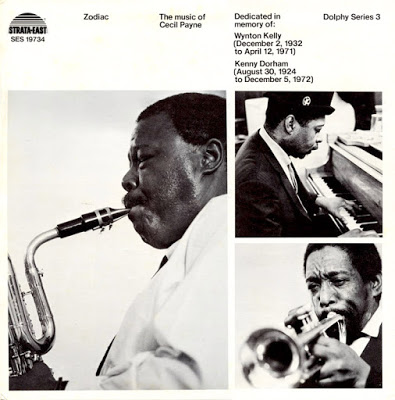 STRATA-EAST
SES 19734
Zodiac
The music of
Cecil Payne
Dedicated in
memory of:
Wynton Kelly
(December 2, 1932
to April 12, 1971)
Kenny Dorham
(August 30, 1924
to December 5, 1972)
Dolphy Series 3